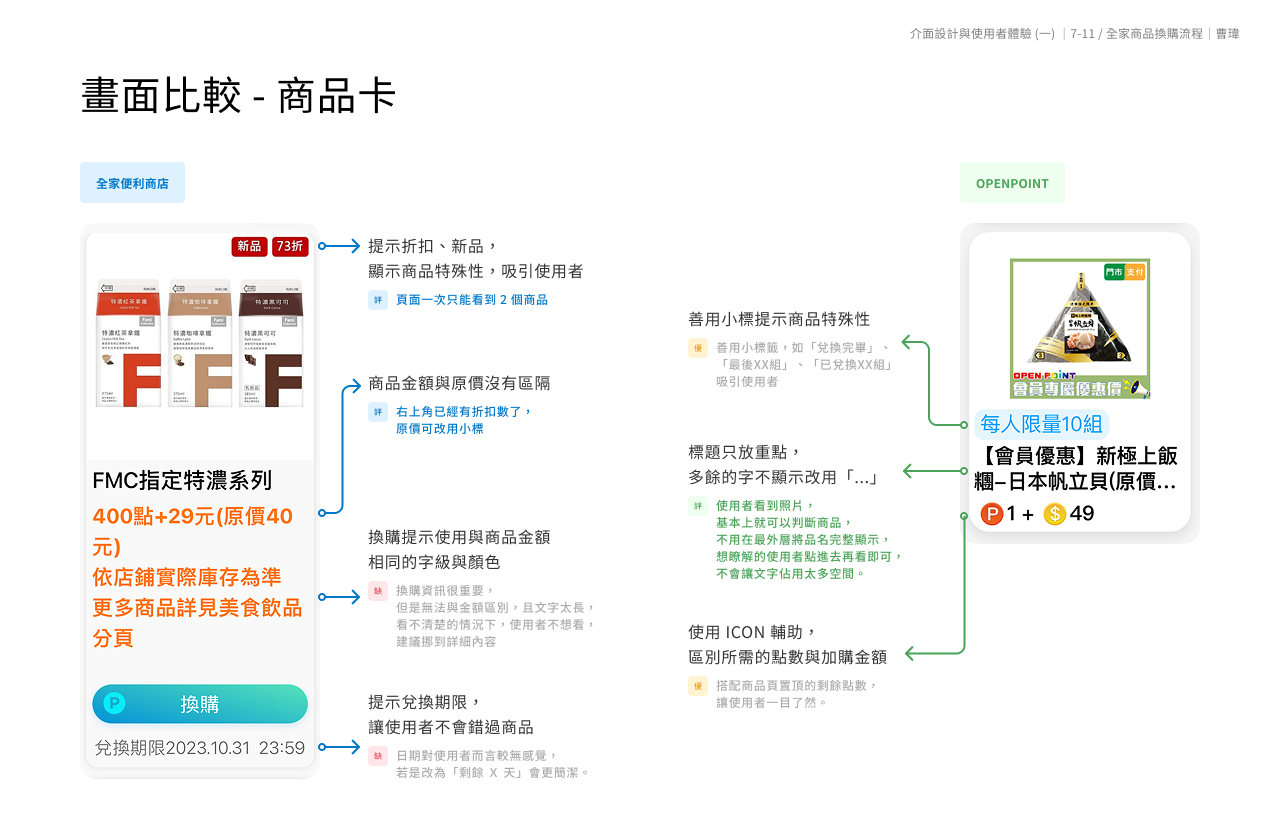 介面設計與使用者體驗 (一) ｜7-11 / 全家商品換購流程｜曹瑋
畫面比較 - 商品卡
全家便利商店
新品 73折
特濃紅茶拿鐵
特濃咖啡拿鐵
特濃黑可可
FMC指定特濃系列
400點+29元(原價40
元)
依店鋪實際庫存為準
更多商品詳見美食飲品
分頁
P 換購
兌換期限2023.10.31 23:59
提示折扣、新品，
顯示商品特殊性，吸引使用者
評 頁面一次只能看到 2 個商品
商品金額與原價沒有區隔
評 右上角已經有折扣數了，
原價可改用小標
換購提示使用與商品金額
相同的字級與顏色
缺 換購資訊很重要，
但是無法與金額區別，且文字太長，
看不清楚的情況下，使用者不想看，
建議挪到詳細內容
提示兌換期限，
讓使用者不會錯過商品
缺 日期對使用者而言較無感覺，
若是改為「剩餘 X 天」會更簡潔。
善用小標提示商品特殊性
優 善用小標籤，如「兌換完畢」、
「最後XX組」、「已兌換XX組」
吸引使用者
標題只放重點，
多餘的字不顯示改用「...」
評 使用者看到照片，
基本上就可以判斷商品，
不用在最外層將品名完整顯示，
想瞭解的使用者點進去再看即可，
不會讓文字佔用太多空間。
使用 ICON 輔助，
區別所需的點數與加購金額
優 搭配商品頁置頂的剩餘點數，
讓使用者一目了然。
OPENPOINT
門市 支付
OPEN POINT
會員專屬優惠價
每人限量10組
【會員優惠】新極上飯
糰–日本帆立貝(原價...
P 1 + $ 49